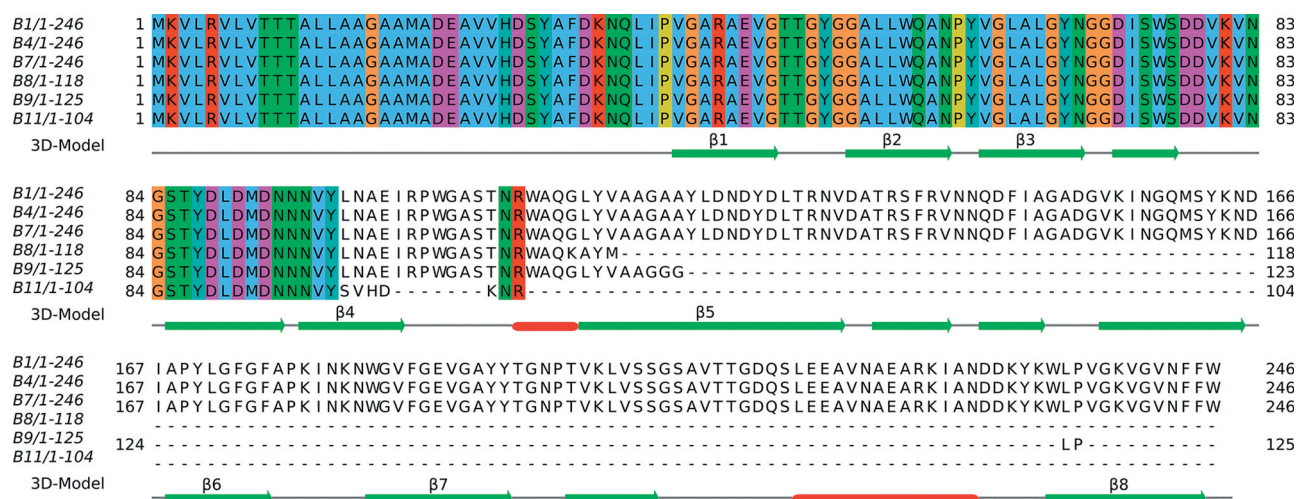 B1/1-246 1 MKVLRVLVTTTALLAAGAAMADEAVVHDSYAFDKNQLIPVGARAEVGTTGYGGALLWQANPYVGLALGYNGGDISWSDDVKVN 83
B4/1-246 1 MKVLRVLVTTTALLAAGAAMADEAVVHDSYAFDKNQLIPVGARAEVGTTGYGGALLWQANPYVGLALGYNGGDISWSDDVKVN 83
B7/1-246 1 MKVLRVLVTTTALLAAGAAMADEAVVHDSYAFDKNQLIPVGARAEVGTTGYGGALLWQANPYVGLALGYNGGDISWSDDVKVN 83
B8/1-118 1 MKVLRVLVTTTALLAAGAAMADEAVVHDSYAFDKNQLIPVGARAEVGTTGYGGALLWQANPYVGLALGYNGGDISWSDDVKVN 83
B9/1-125 1 MKVLRVLVTTTALLAAGAAMADEAVVHDSYAFDKNQLIPVGARAEVGTTGYGGALLWQANPYVGLALGYNGGDISWSDDVKVN 83
B11/1-104 1 MKVLRVLVTTTALLAAGAAMADEAVVHDSYAFDKNQLIPVGARAEVGTTGYGGALLWQANPYVGLALGYNGGDISWSDDVKVN 83
3D-Model β1 β2 β3
B1/1-246 84 GSTYDLDMDNNNVYLNAEIRPWGASTNRWAQGLYVAAGAAYLDNDYDLTRNVDATRSFRVNNQDFIAGADGVKINGQMSYKND 166
B4/1-246 84 GSTYDLDMDNNNVYLNAEIRPWGASTNRWAQGLYVAAGAAYLDNDYDLTRNVDATRSFRVNNQDFIAGADGVKINGQMSYKND 166
B7/1-246 84 GSTYDLDMDNNNVYLNAEIRPWGASTNRWAQGLYVAAGAAYLDNDYDLTRNVDATRSFRVNNQDFIAGADGVKINGQMSYKND 166
B8/1-118 84 GSTYDLDMDNNNVYLNAEIRPWGASTNRWAQKAYM------------------------------------------------ 118
B9/1-125 84 GSTYDLDMDNNNVYLNAEIRPWGASTNRWAQGLYVAAGGG------------------------------------------- 123
B11/1-104 84 GSTYDLDMDNNNVYSVHD-------KNR------------------------------------------------------- 104
3D-Model β4 β5
B1/1-246 167 IAPYLGFGFAPKINKNWGVFGEVGAYYTGNPTVKLVSSGSAVTTGDQSLEEAVNAEARKIANDDKYKWLPVGKVGVNFFW 246
B4/1-246 167 IAPYLGFGFAPKINKNWGVFGEVGAYYTGNPTVKLVSSGSAVTTGDQSLEEAVNAEARKIANDDKYKWLPVGKVGVNFFW 246
B7/1-246 167 IAPYLGFGFAPKINKNWGVFGEVGAYYTGNPTVKLVSSGSAVTTGDQSLEEAVNAEARKIANDDKYKWLPVGKVGVNFFW 246
B8/1-118 --------------------------------------------------------------------------------
B9/1-125 124 --------------------------------------------------------------------LP---------- 125
B11/1-104 --------------------------------------------------------------------------------
3D-Model β6 β7 β8